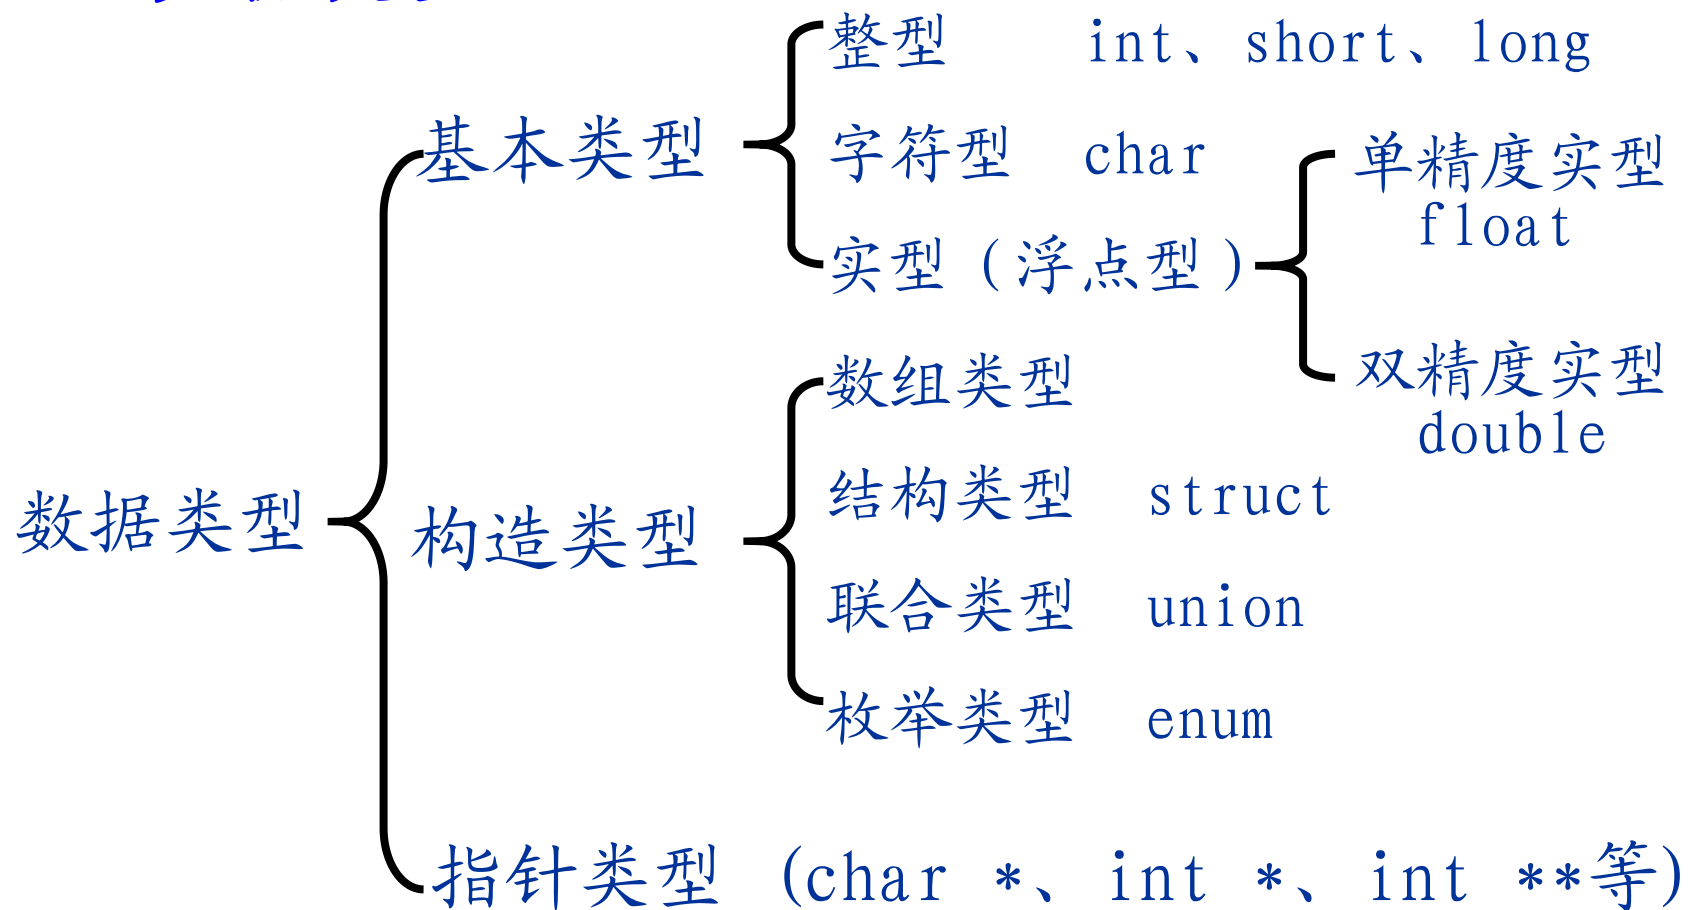 整型 int、short、long
基本类型
字符型 char
单精度实型
float
实型(浮点型)
数组类型
双精度实型
double
数据类型
构造类型
结构类型 struct
联合类型 union
枚举类型 enum
指针类型 (char *、int *、int **等)